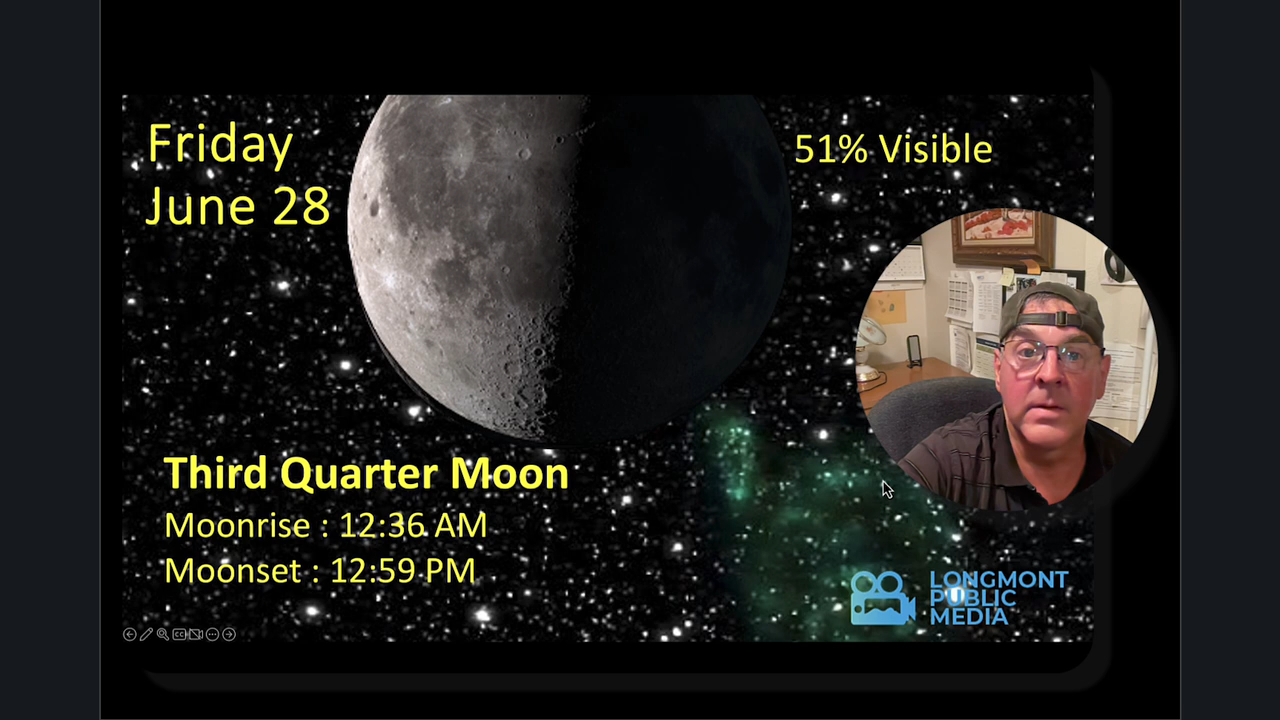 Friday
June 28
51% Visible
Third Quarter Moon
Moonrise : 12:36 AM
Moonset : 12:59 PM
LONGMONT
PUBLIC
MEDIA
CC